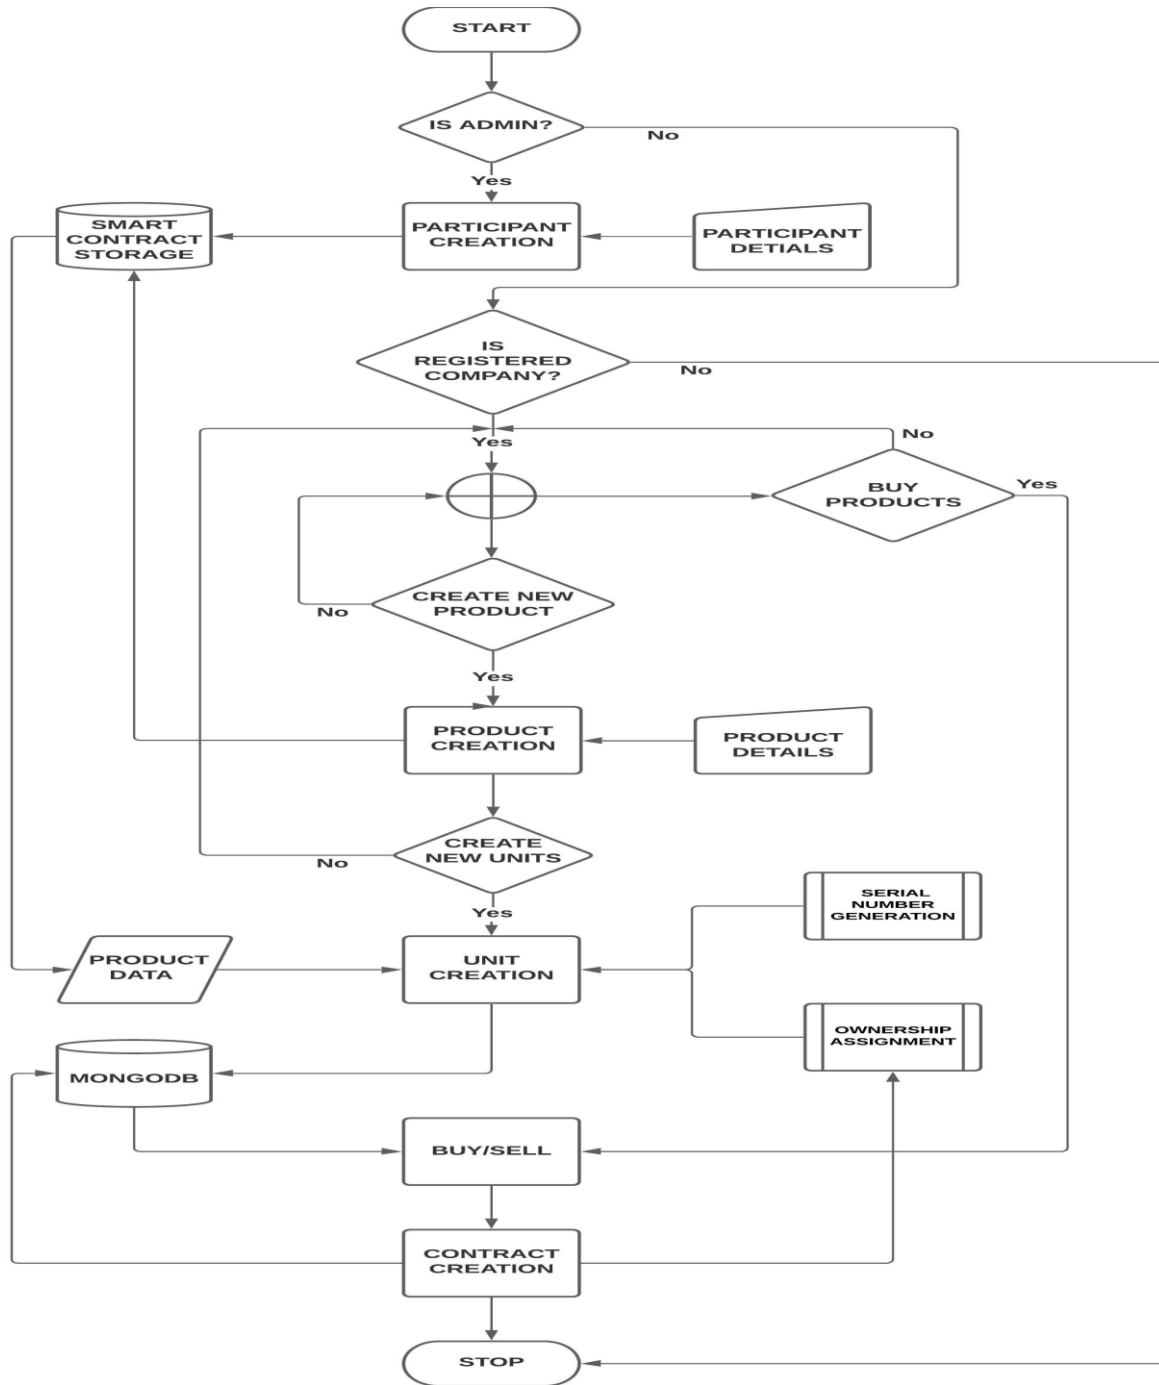 START
IS ADMIN?
No
Yes
SMART
CONTRACT
STORAGE
PARTICIPANT
CREATION
PARTICIPANT
DETIALS
IS
REGISTERED
COMPANY?
No
Yes
No
BUY
PRODUCTS
Yes
CREATE NEW
PRODUCT
No
Yes
PRODUCT
CREATION
PRODUCT
DETAILS
CREATE
NEW UNITS
No
Yes
SERIAL
NUMBER
GENERATION
PRODUCT
DATA
UNIT
CREATION
OWNERSHIP
ASSIGNMENT
MONGODB
BUY/SELL
CONTRACT
CREATION
STOP